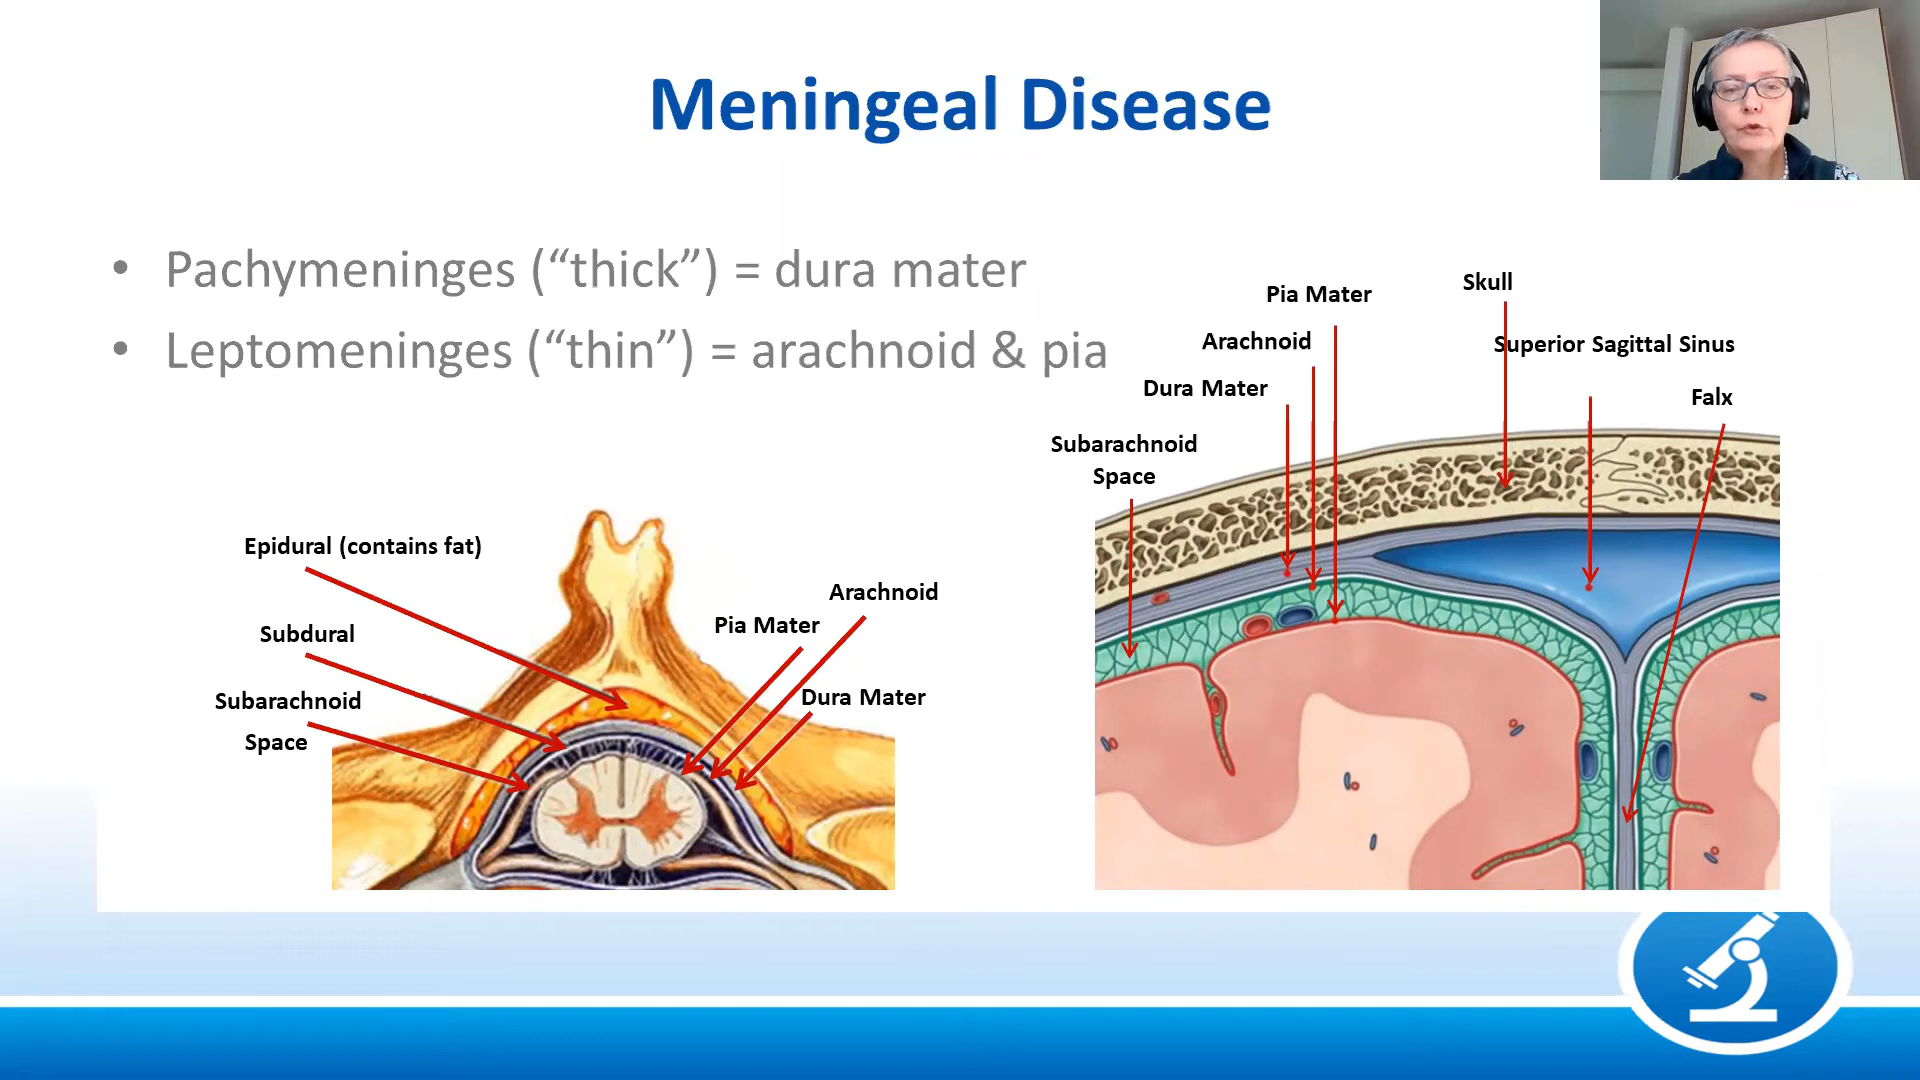 Meningeal Disease
• Pachymeninges (“thick”) = dura mater
• Leptomeninges (“thin”) = arachnoid & pia
Epidural (contains fat)
Subdural
Subarachnoid
Space
Pia Mater
Arachnoid
Dura Mater
Subarachnoid
Space
Dura Mater
Arachnoid
Pia Mater
Skull
Superior Sagittal Sinus
Falx